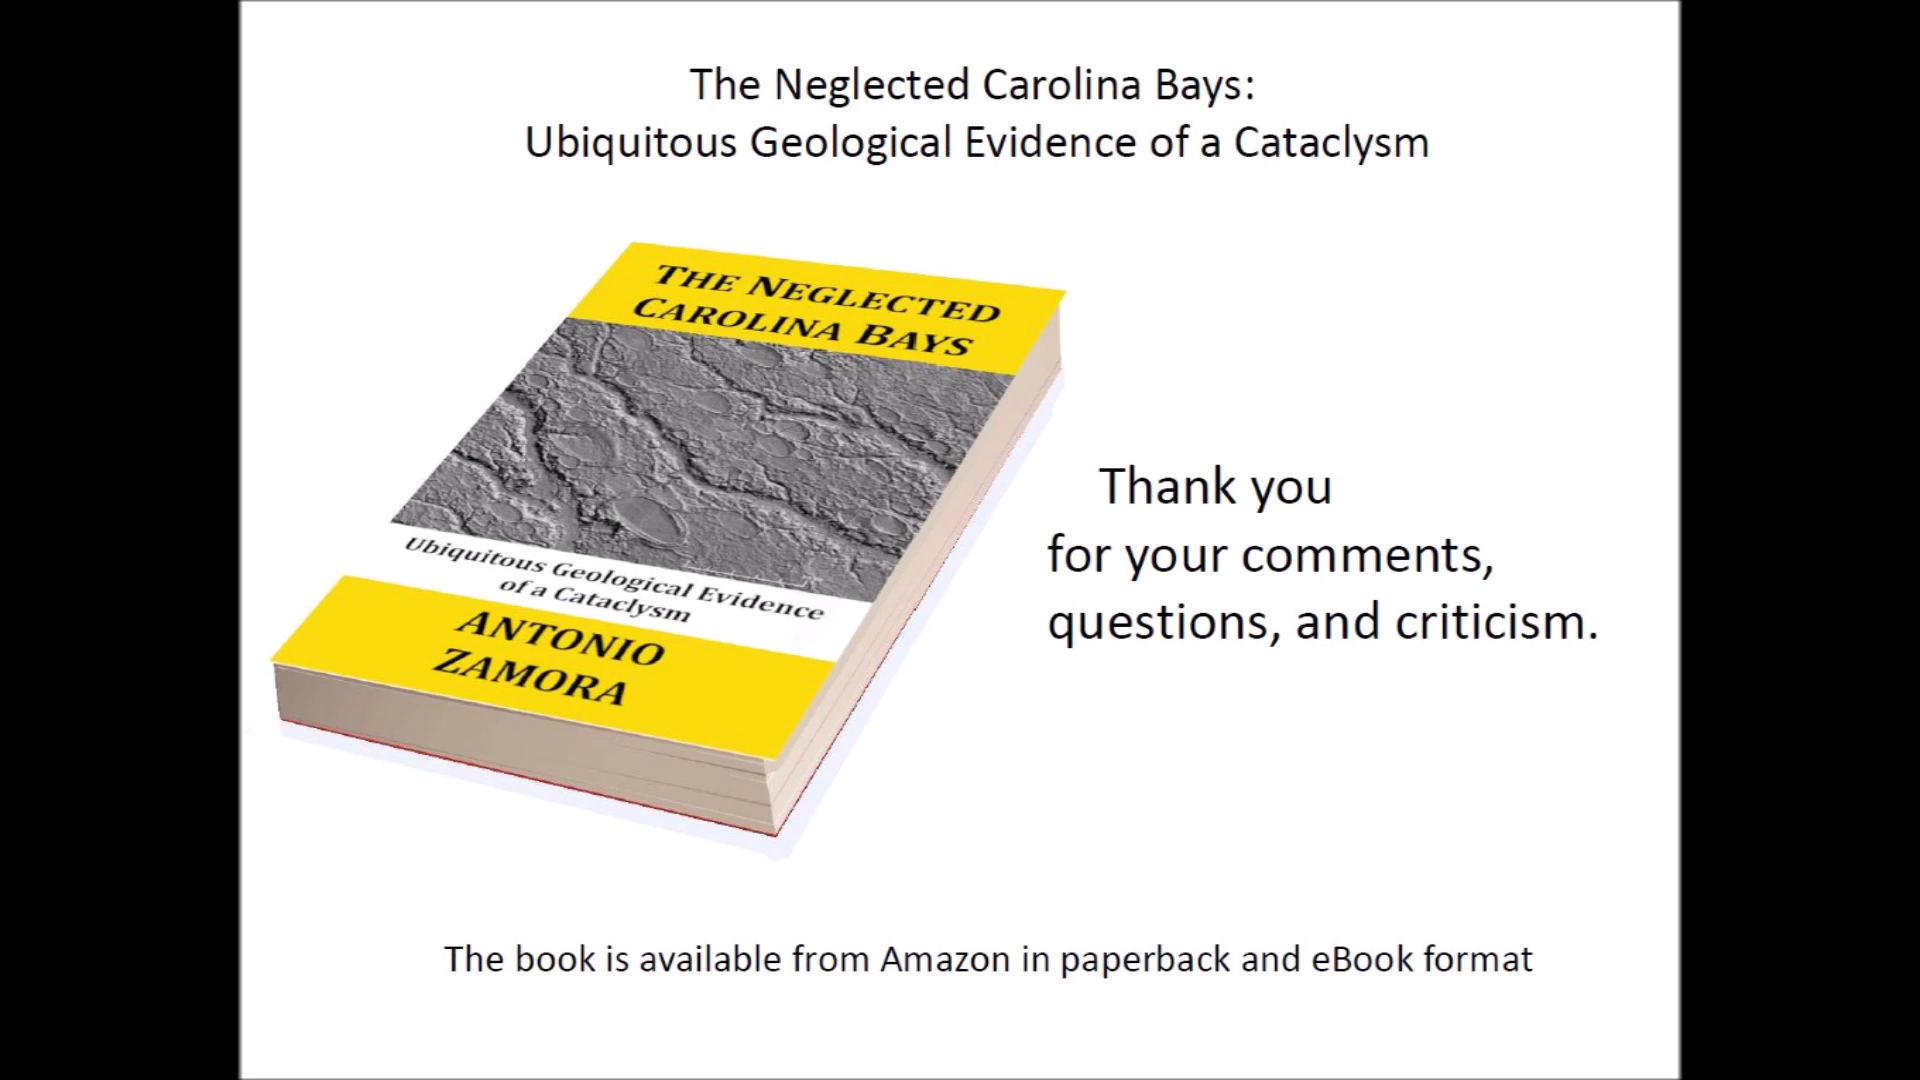 The Neglected Carolina Bays:
Ubiquitous Geological Evidence of a Cataclysm
THE NEGLECTED
CAROLINA BAYS
Ubiquitous Geological Evidence
of a Cataclysm
ANTONIO
ZAMORA
Thank you
for your comments,
questions, and criticism.
The book is available from Amazon in paperback and eBook format